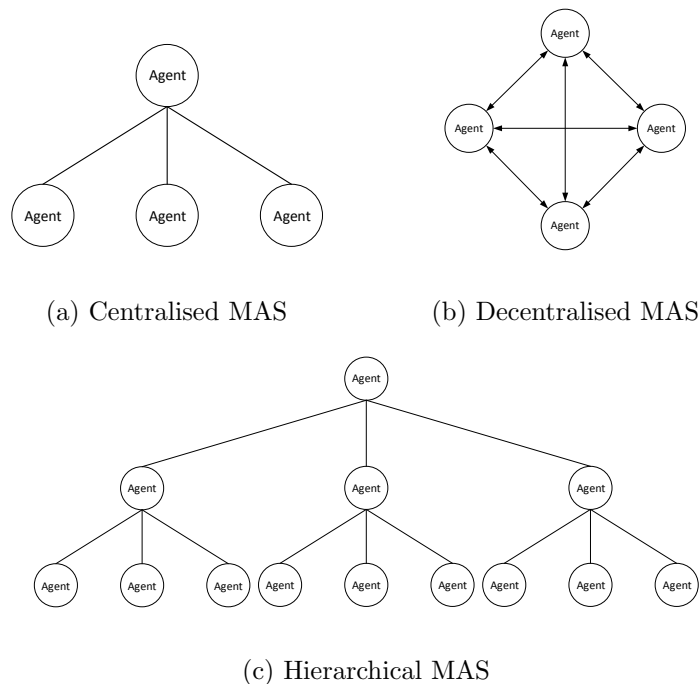 Agent
Agent Agent Agent
(a) Centralised MAS
Agent
Agent Agent
Agent
(b) Decentralised MAS
Agent
Agent Agent Agent
Agent Agent Agent Agent Agent Agent Agent Agent Agent
(c) Hierarchical MAS